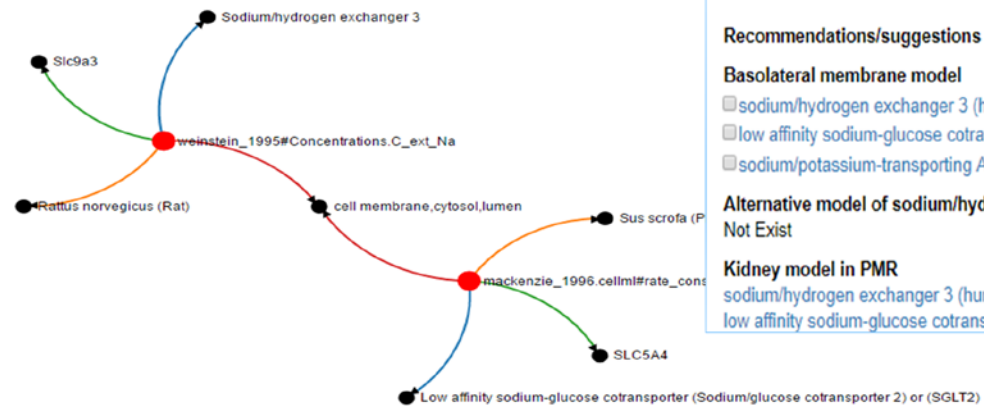 Sodium/hydrogen exchanger 3
Slc9a3
weinstein_1995#Concentrations.C_ext_Na
Rattus norvegicus (Rat)
cell membrane,cytosol,lumen
Sus scrofa (P
mackenzie_1996.cellml#rate_cons
SLC5A4
Low affinity sodium-glucose cotransporter (Sodium/glucose cotransporter 2) or (SGLT2)
Recommendations/suggestions
Basolateral membrane model
sodium/hydrogen exchanger 3 (h
low affinity sodium-glucose cotra
sodium/potassium-transporting A
Alternative model of sodium/hyd
Not Exist
Kidney model in PMR
sodium/hydrogen exchanger 3 (hu
low affinity sodium-glucose cotrans